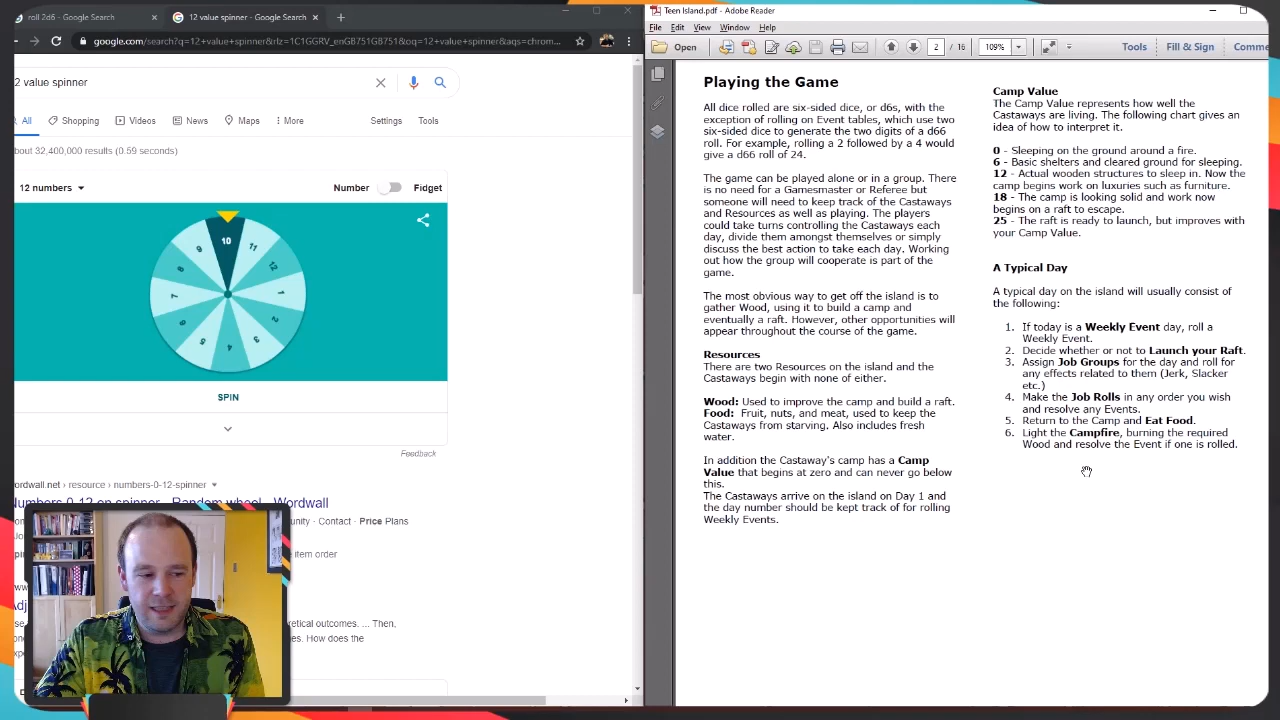 roll 2d6 - Google Search
12 value spinner - Google Search
google.com/search?q=12+value+spinner&rlz=1C1GGRV_enGB751GB751&oq=12+value+spinner&aqs=chrom...
2 value spinner
All
Shopping
Videos
News
Maps
More
Settings
Tools
bout 32,400,000 results (0.59 seconds)
12 numbers
Number
Fidget
10
11
12
1
2
3
4
5
6
7
8
9
SPIN
Feedback
ordwall.net › resource › numbers-0-12-spinner
Numbers 0-12 on spinner - Random wheel - Wordwall
unity · Contact · Price Plans
item order
retical outcomes. ... Then,
es. How does the
Teen Island.pdf - Adobe Reader
File Edit View Window Help
Open
2 / 16
109%
Tools
Fill & Sign
Comme
Playing the Game
All dice rolled are six-sided dice, or d6s, with the
exception of rolling on Event tables, which use two
six-sided dice to generate the two digits of a d66
roll. For example, rolling a 2 followed by a 4 would
give a d66 roll of 24.
The game can be played alone or in a group. There
is no need for a Gamesmaster or Referee but
someone will need to keep track of the Castaways
and Resources as well as playing. The players
could take turns controlling the Castaways each
day, divide them amongst themselves or simply
discuss the best action to take each day. Working
out how the group will cooperate is part of the
game.
The most obvious way to get off the island is to
gather Wood, using it to build a camp and
eventually a raft. However, other opportunities will
appear throughout the course of the game.
Resources
There are two Resources on the island and the
Castaways begin with none of either.
Wood: Used to improve the camp and build a raft.
Food: Fruit, nuts, and meat, used to keep the
Castaways from starving. Also includes fresh
water.
In addition the Castaway's camp has a Camp
Value that begins at zero and can never go below
this.
The Castaways arrive on the island on Day 1 and
the day number should be kept track of for rolling
Weekly Events.
Camp Value
The Camp Value represents how well the
Castaways are living. The following chart gives an
idea of how to interpret it.
0 - Sleeping on the ground around a fire.
6 - Basic shelters and cleared ground for sleeping.
12 - Actual wooden structures to sleep in. Now the
camp begins work on luxuries such as furniture.
18 - The camp is looking solid and work now
begins on a raft to escape.
25 - The raft is ready to launch, but improves with
your Camp Value.
A Typical Day
A typical day on the island will usually consist of
the following:
1. If today is a Weekly Event day, roll a
Weekly Event.
2. Decide whether or not to Launch your Raft.
3. Assign Job Groups for the day and roll for
any effects related to them (Jerk, Slacker
etc.)
4. Make the Job Rolls in any order you wish
and resolve any Events.
5. Return to the Camp and Eat Food.
6. Light the Campfire, burning the required
Wood and resolve the Event if one is rolled.